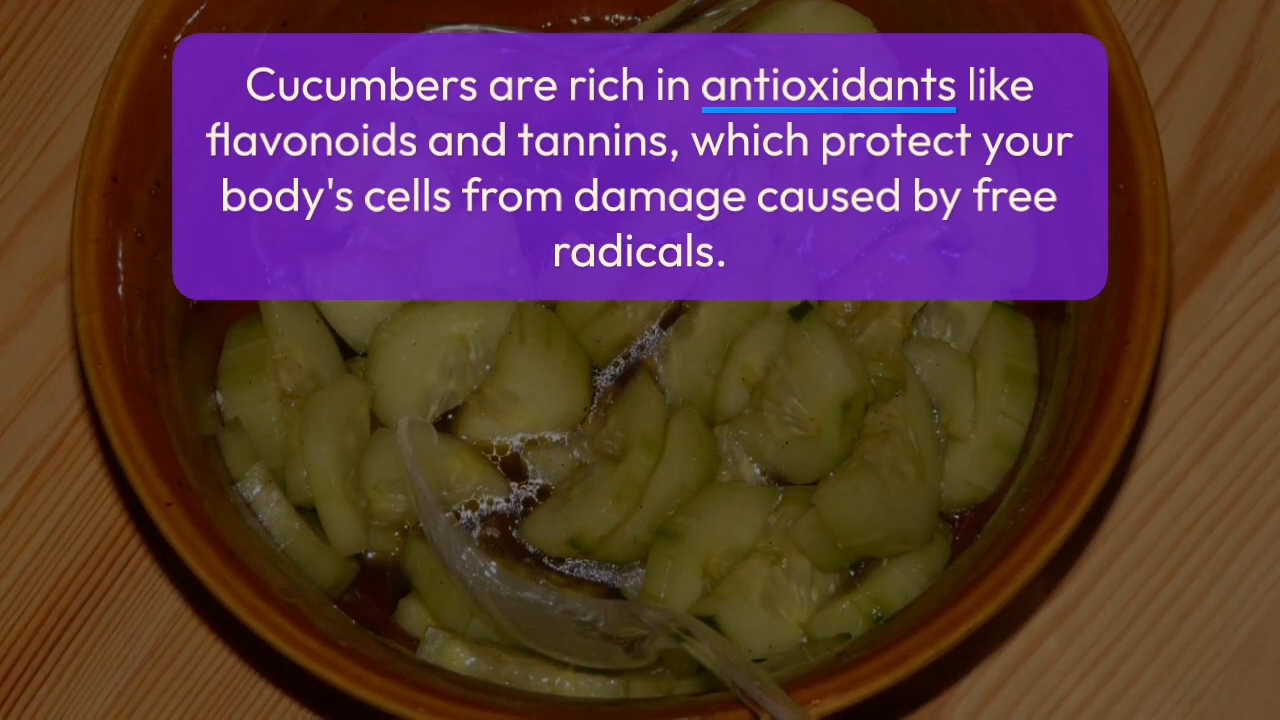 Cucumbers are rich in antioxidants like
flavonoids and tannins, which protect your
body's cells from damage caused by free
radicals.